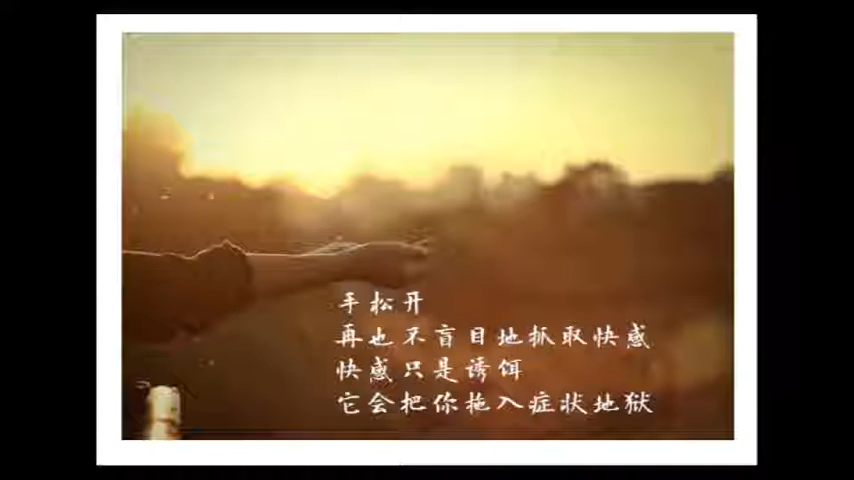 手松开
再也不盲目地抓取快感
快感只是诱饵
它会把你拖入症状地狱